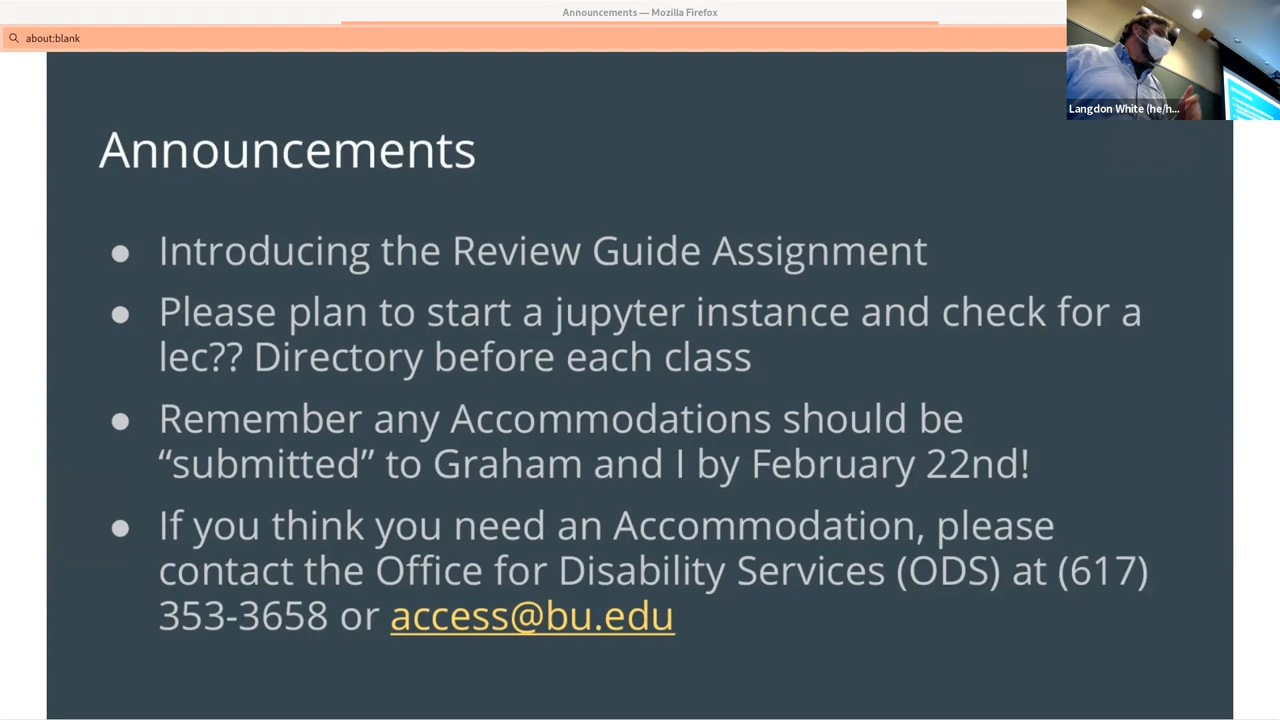 Announcements — Mozilla Firefox
about:blank
Langdon White (he/h...
Announcements
● Introducing the Review Guide Assignment
● Please plan to start a jupyter instance and check for a
lec?? Directory before each class
● Remember any Accommodations should be
“submitted” to Graham and I by February 22nd!
● If you think you need an Accommodation, please
contact the Office for Disability Services (ODS) at (617)
353-3658 or access@bu.edu